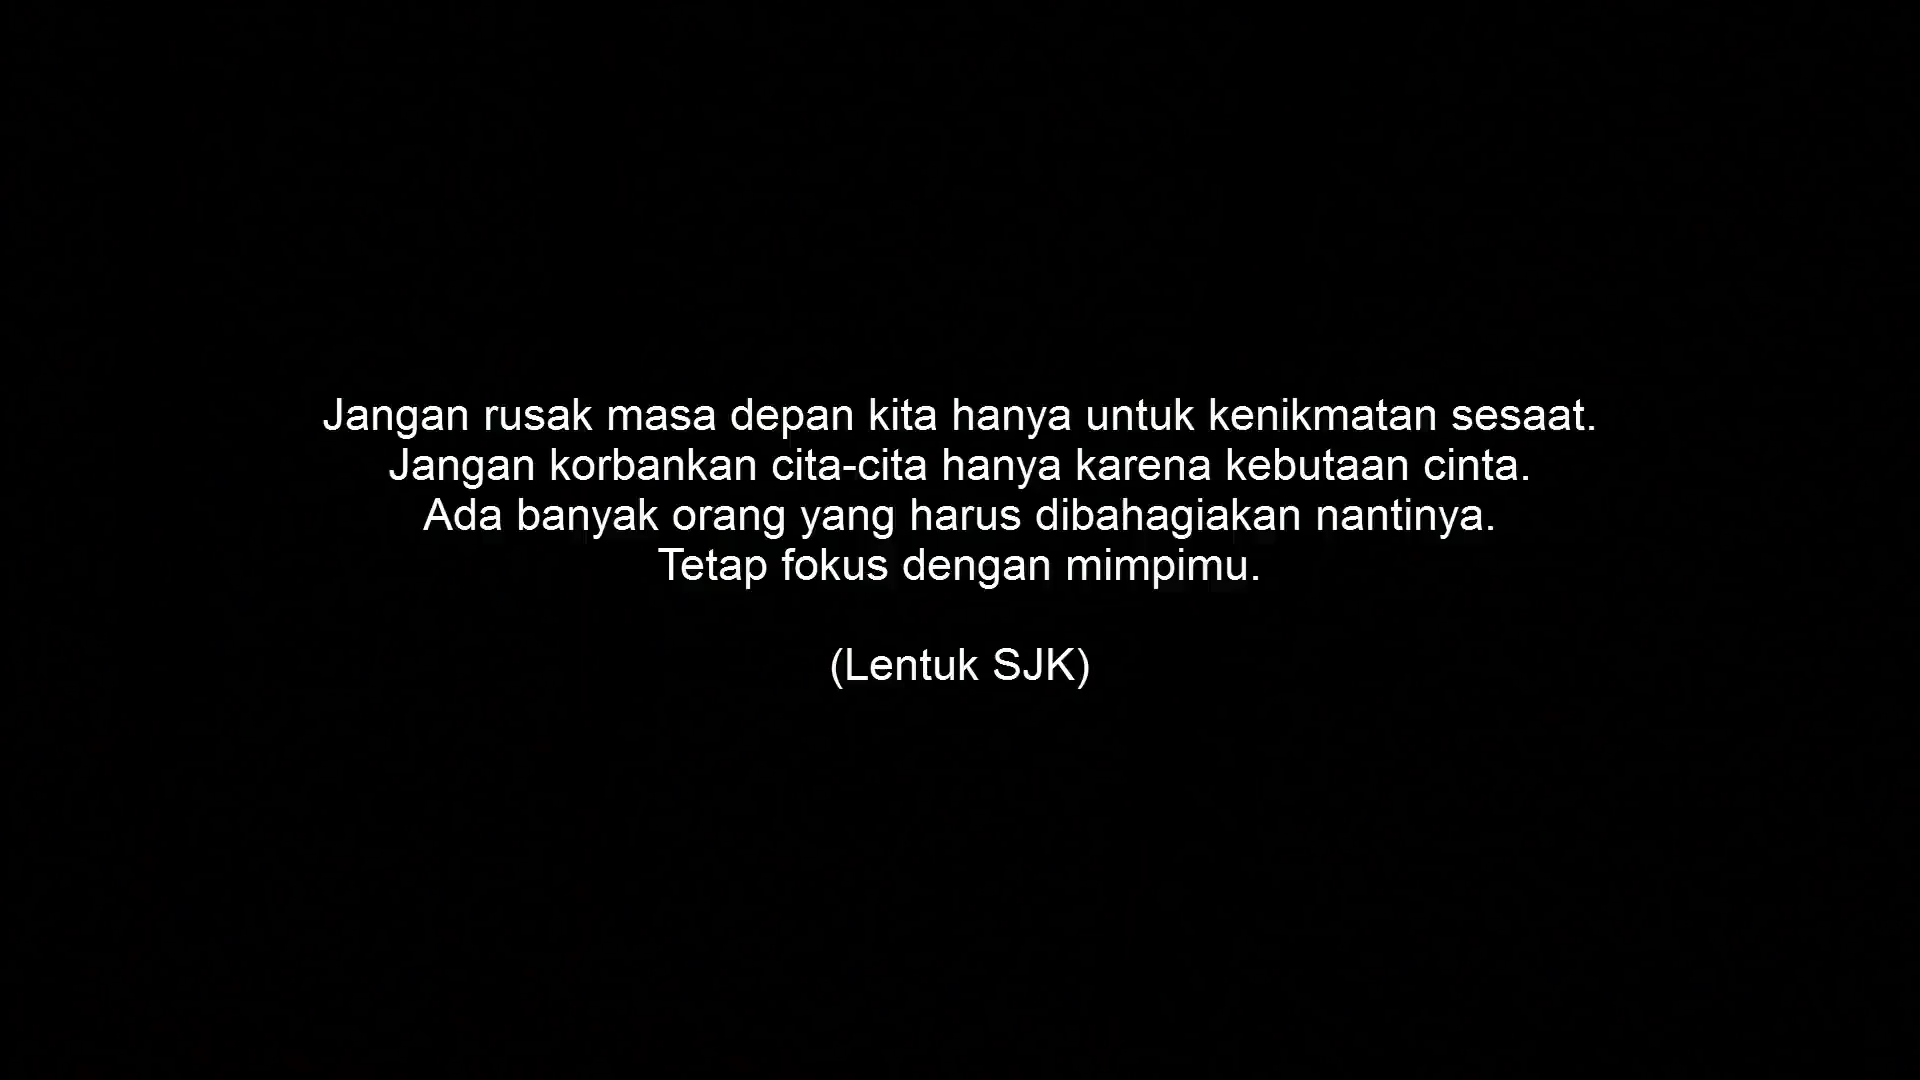 Jangan rusak masa depan kita hanya untuk kenikmatan sesaat.
Jangan korbankan cita-cita hanya karena kebutaan cinta.
Ada banyak orang yang harus dibahagiakan nantinya.
Tetap fokus dengan mimpimu.
(Lentuk SJK)